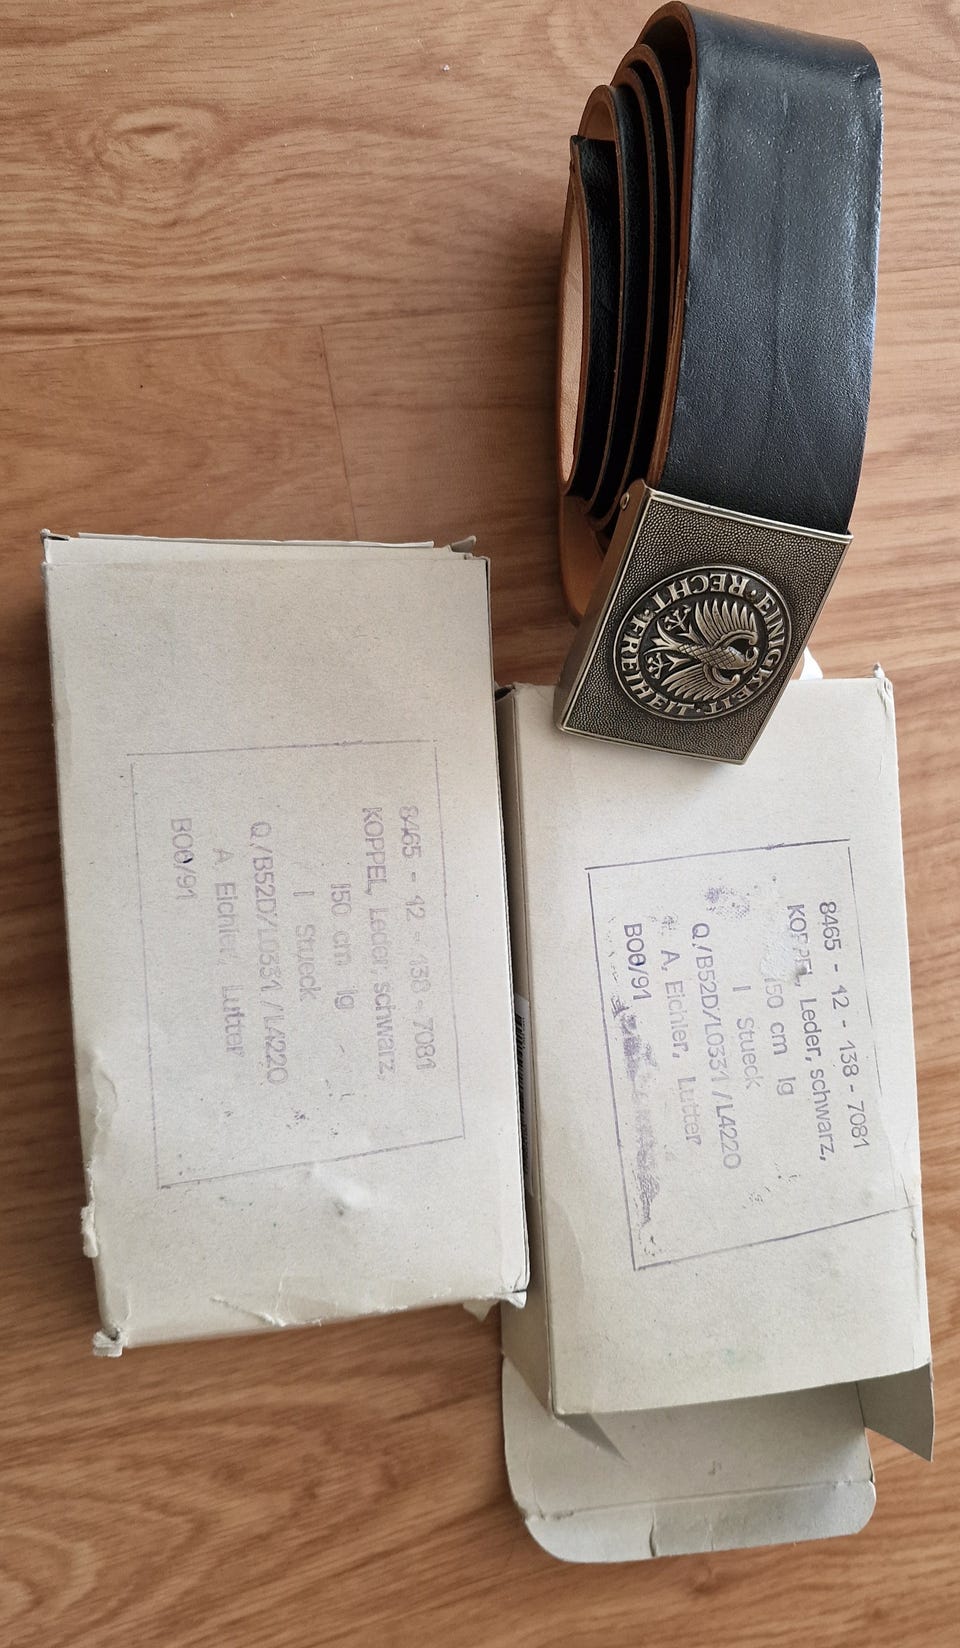 EINIGKEIT · RECHT · FREIHEIT ·
8465 - 12 - 138 - 7081
KOPPEL, Leder, schwarz,
150 cm lg
1 Stueck
Q/B52D/L0331/L4220
A. Eichler, Lutter
B00/91
8465 - 12 - 138 - 7081
KOPPEL, Leder, schwarz,
150 cm lg
1 Stueck
Q/B52D/L0331/L4220
A. Eichler, Lutter
B00/91